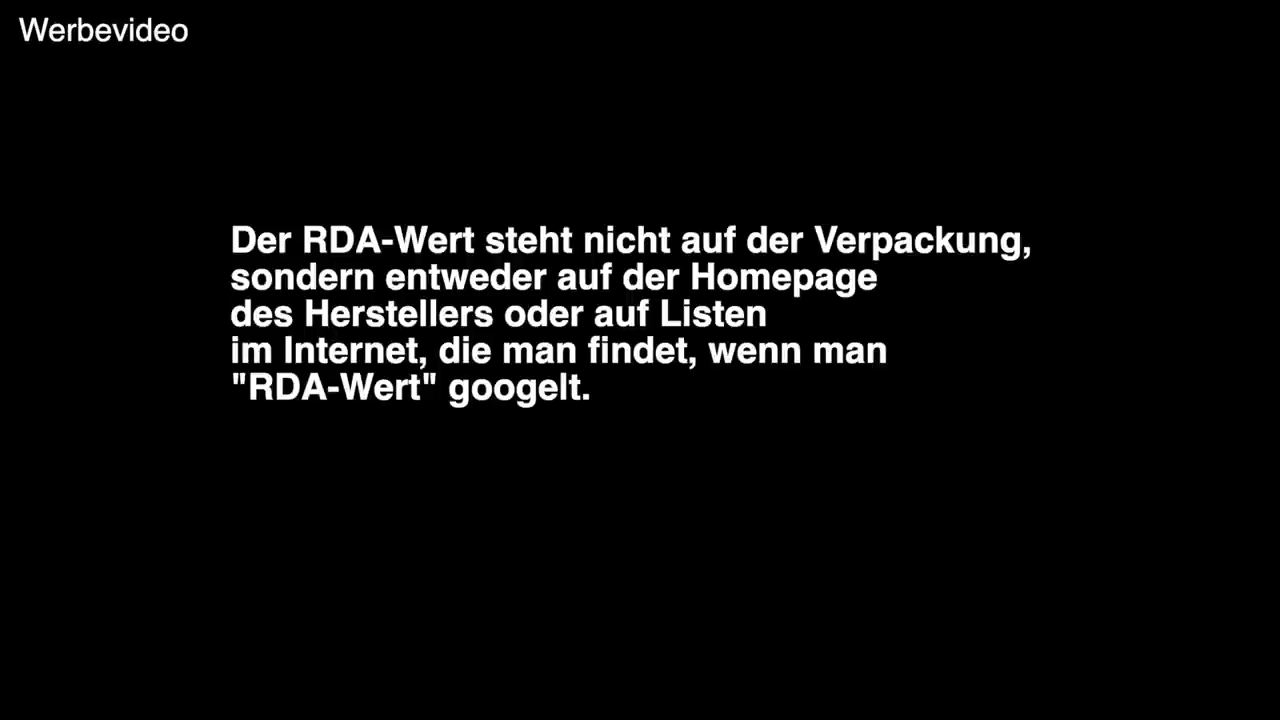 Werbevideo
Der RDA-Wert steht nicht auf der Verpackung,
sondern entweder auf der Homepage
des Herstellers oder auf Listen
im Internet, die man findet, wenn man
"RDA-Wert" googelt.